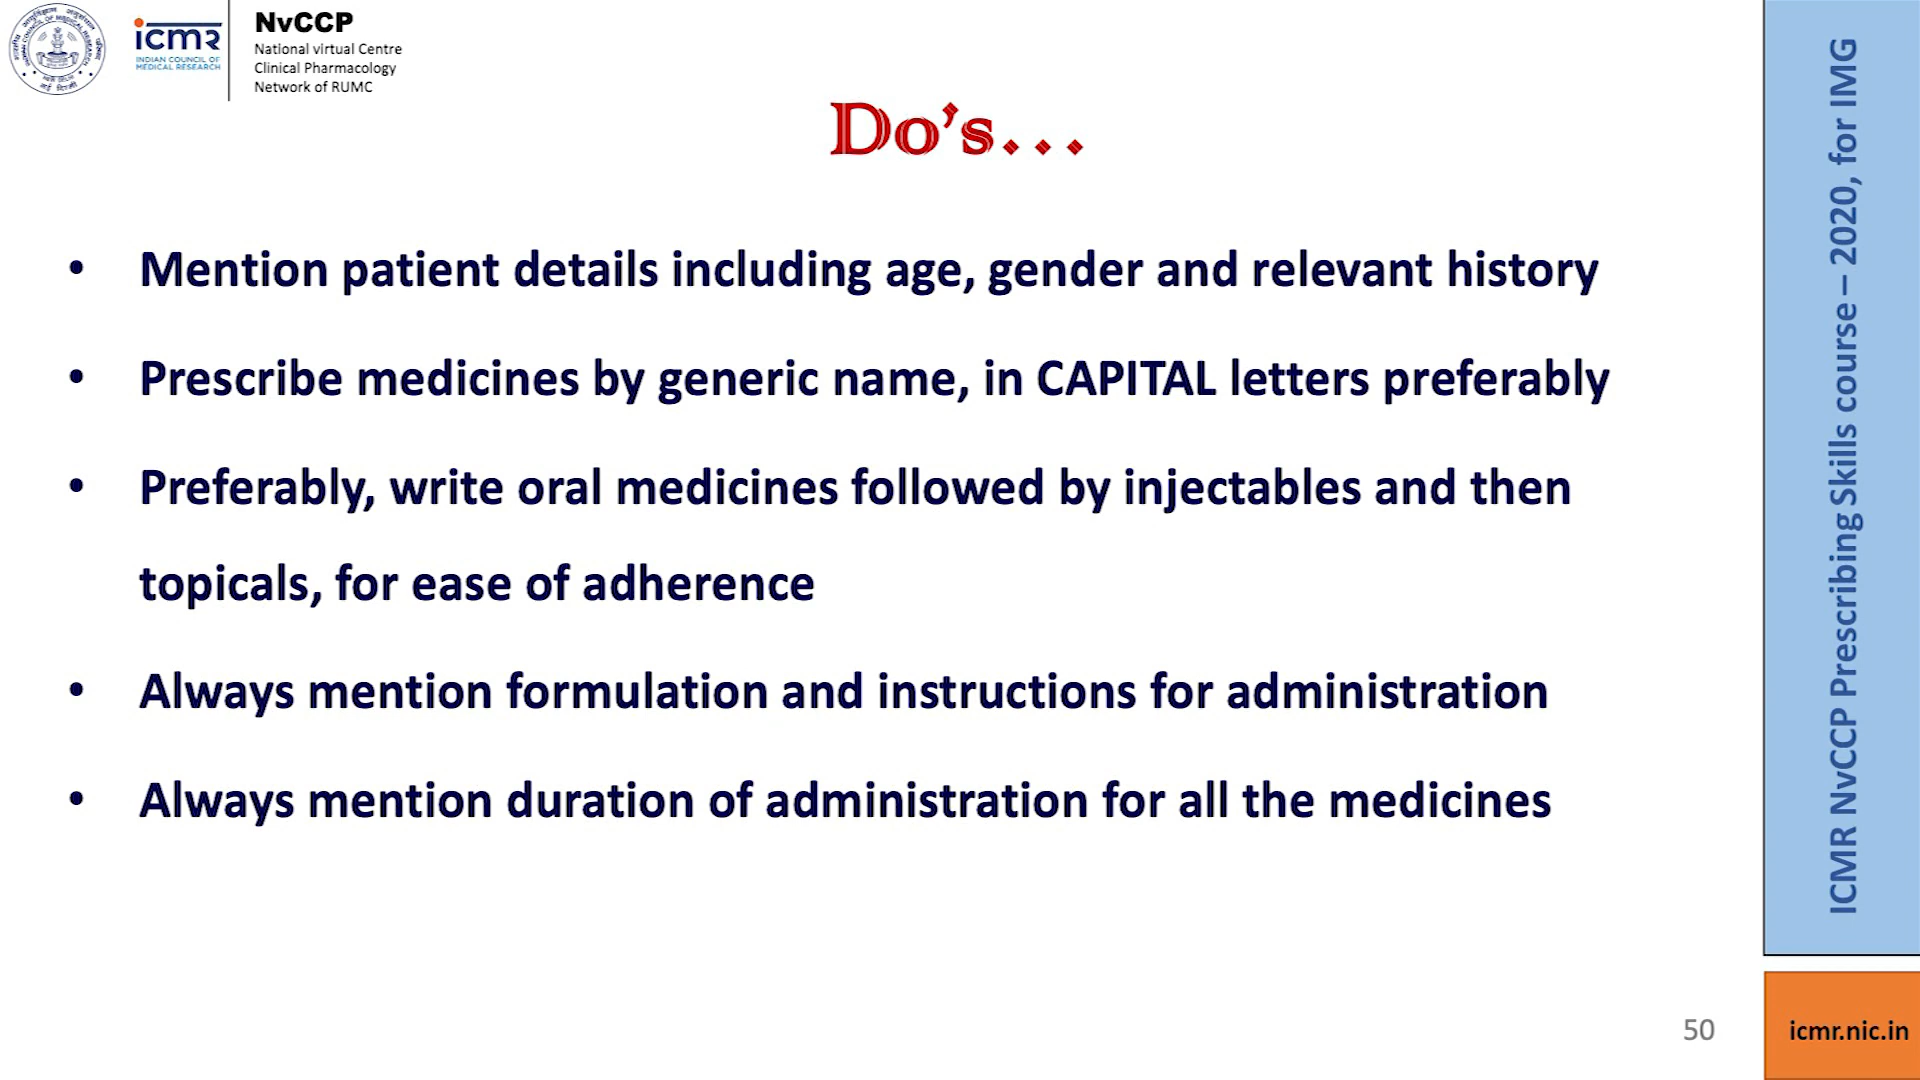 icmr
INDIAN COUNCIL OF
MEDICAL RESEARCH
NvCCP
National virtual Centre
Clinical Pharmacology
Network of RUMC
Do’s...
• Mention patient details including age, gender and relevant history
• Prescribe medicines by generic name, in CAPITAL letters preferably
• Preferably, write oral medicines followed by injectables and then
topicals, for ease of adherence
• Always mention formulation and instructions for administration
• Always mention duration of administration for all the medicines
ICMR NvCCP Prescribing Skills course – 2020, for IMG
50
icmr.nic.in